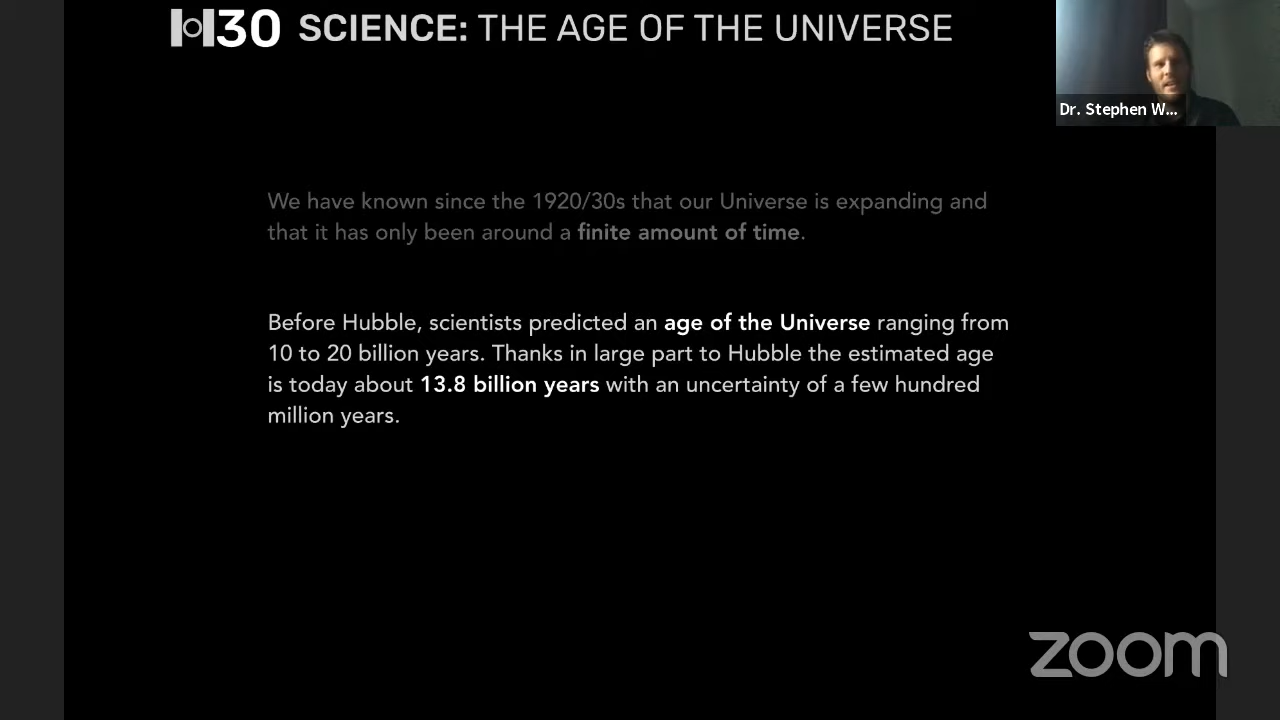 H30 SCIENCE: THE AGE OF THE UNIVERSE
Dr. Stephen W...
We have known since the 1920/30s that our Universe is expanding and
that it has only been around a finite amount of time.
Before Hubble, scientists predicted an age of the Universe ranging from
10 to 20 billion years. Thanks in large part to Hubble the estimated age
is today about 13.8 billion years with an uncertainty of a few hundred
million years.
zoom